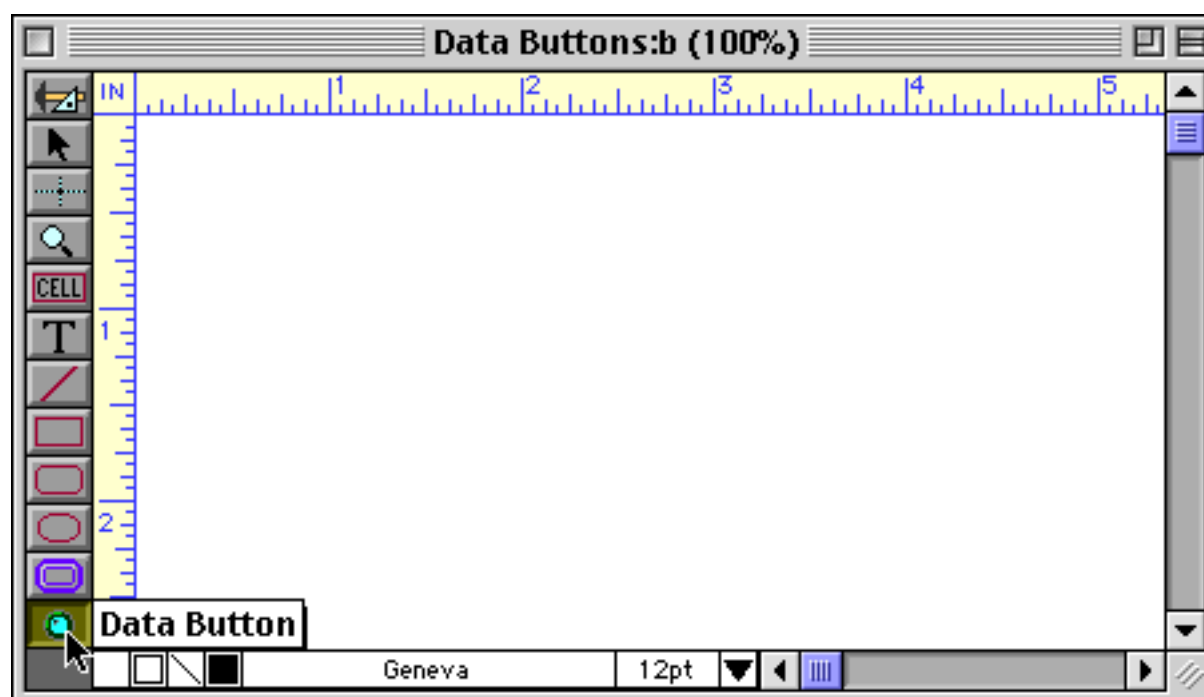 Data Buttons:b (100%)
IN 1 2 3 4 5
CELL
T
1
2
Data Button
Geneva 12pt